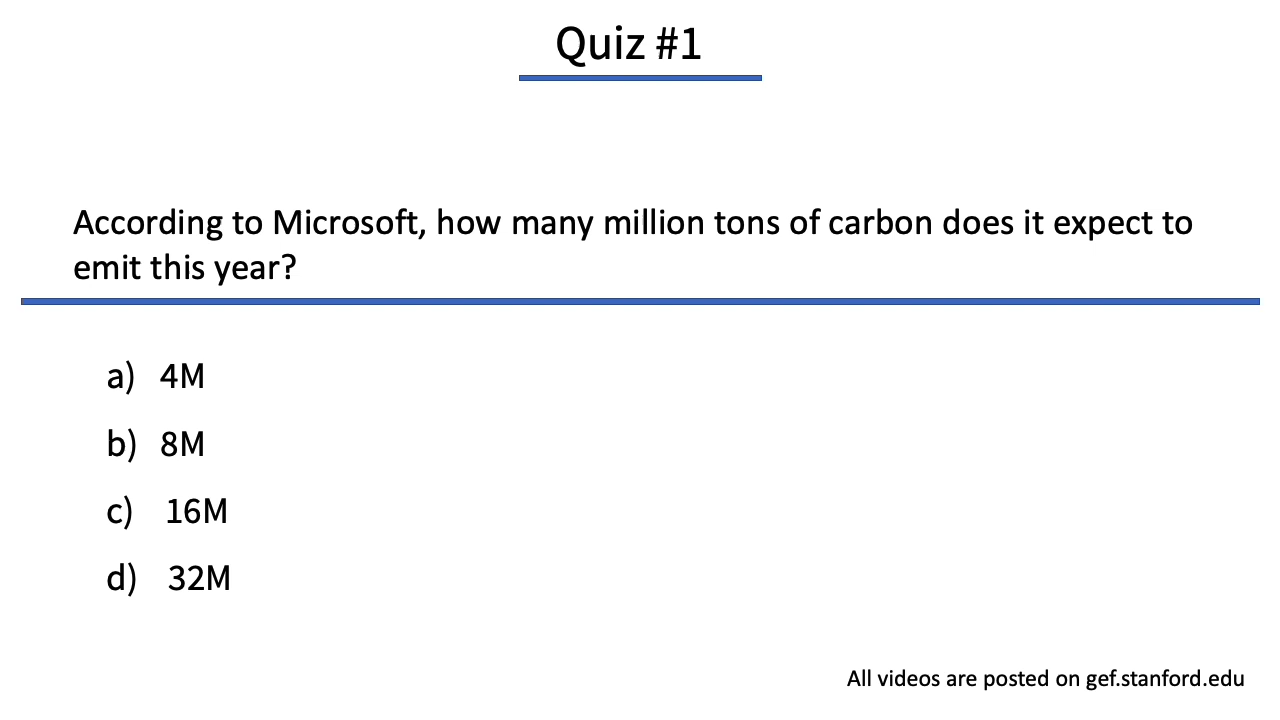 Quiz #1
According to Microsoft, how many million tons of carbon does it expect to
emit this year?
a) 4M
b) 8M
c) 16M
d) 32M
All videos are posted on gef.stanford.edu